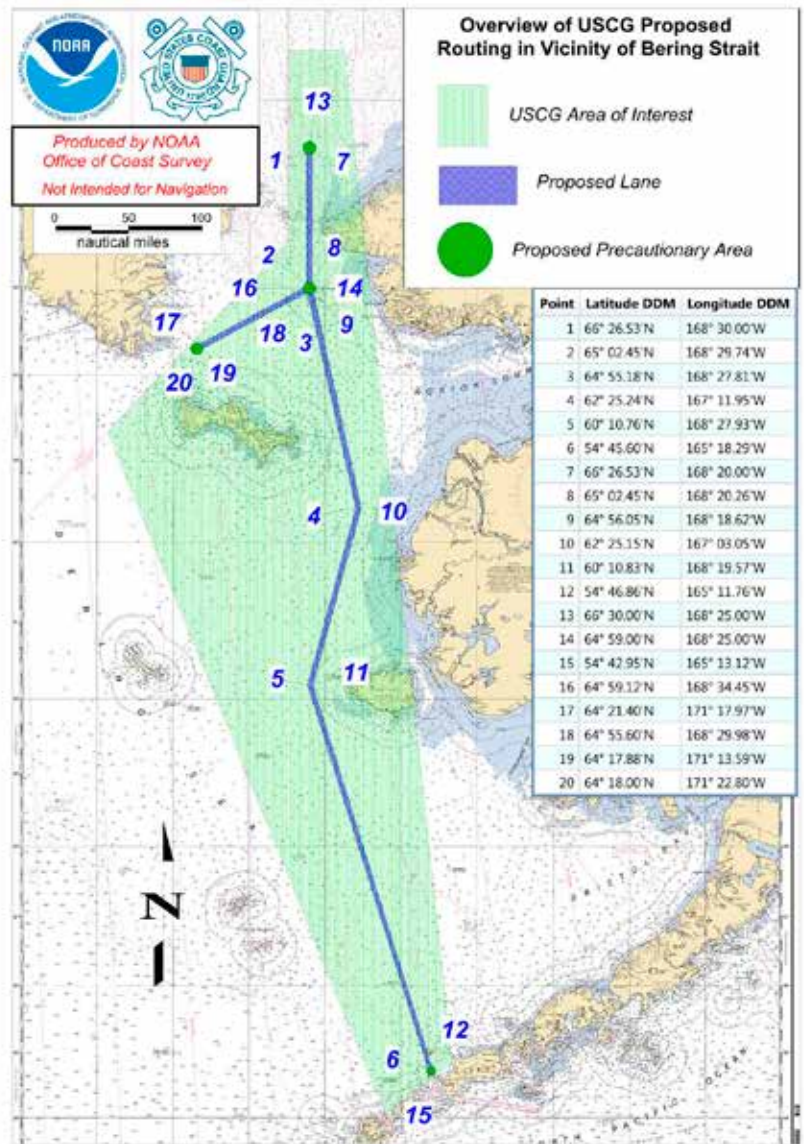 NOAA
UNITED STATES COAST GUARD
Produced by NOAA
Office of Coast Survey
Not Intended for Navigation
0 50 100
nautical miles
Overview of USCG Proposed
Routing in Vicinity of Bering Strait
USCG Area of Interest
Proposed Lane
Proposed Precautionary Area
Point Latitude DDM Longitude DDM
1 66° 26.53'N 168° 30.00'W
2 65° 02.45'N 168° 29.74'W
3 64° 55.18'N 168° 27.81'W
4 62° 25.24'N 167° 11.95'W
5 60° 10.76'N 168° 27.93'W
6 54° 45.60'N 165° 18.29'W
7 66° 26.53'N 168° 20.00'W
8 65° 02.45'N 168° 20.26'W
9 64° 56.05'N 168° 18.62'W
10 62° 25.15'N 167° 03.05'W
11 60° 10.83'N 168° 19.57'W
12 54° 46.86'N 165° 11.76'W
13 66° 30.00'N 168° 25.00'W
14 64° 59.00'N 168° 25.00'W
15 54° 42.95'N 165° 13.12'W
16 64° 59.12'N 168° 34.45'W
17 64° 21.40'N 171° 17.97'W
18 64° 55.60'N 168° 29.98'W
19 64° 17.88'N 171° 13.59'W
20 64° 18.00'N 171° 22.80'W
13
1
7
2
8
16
14
17
18
3
9
20
19
NORTON
4
10
5
11
BRISTOL
N
12
6
15
PACIFIC OCEAN